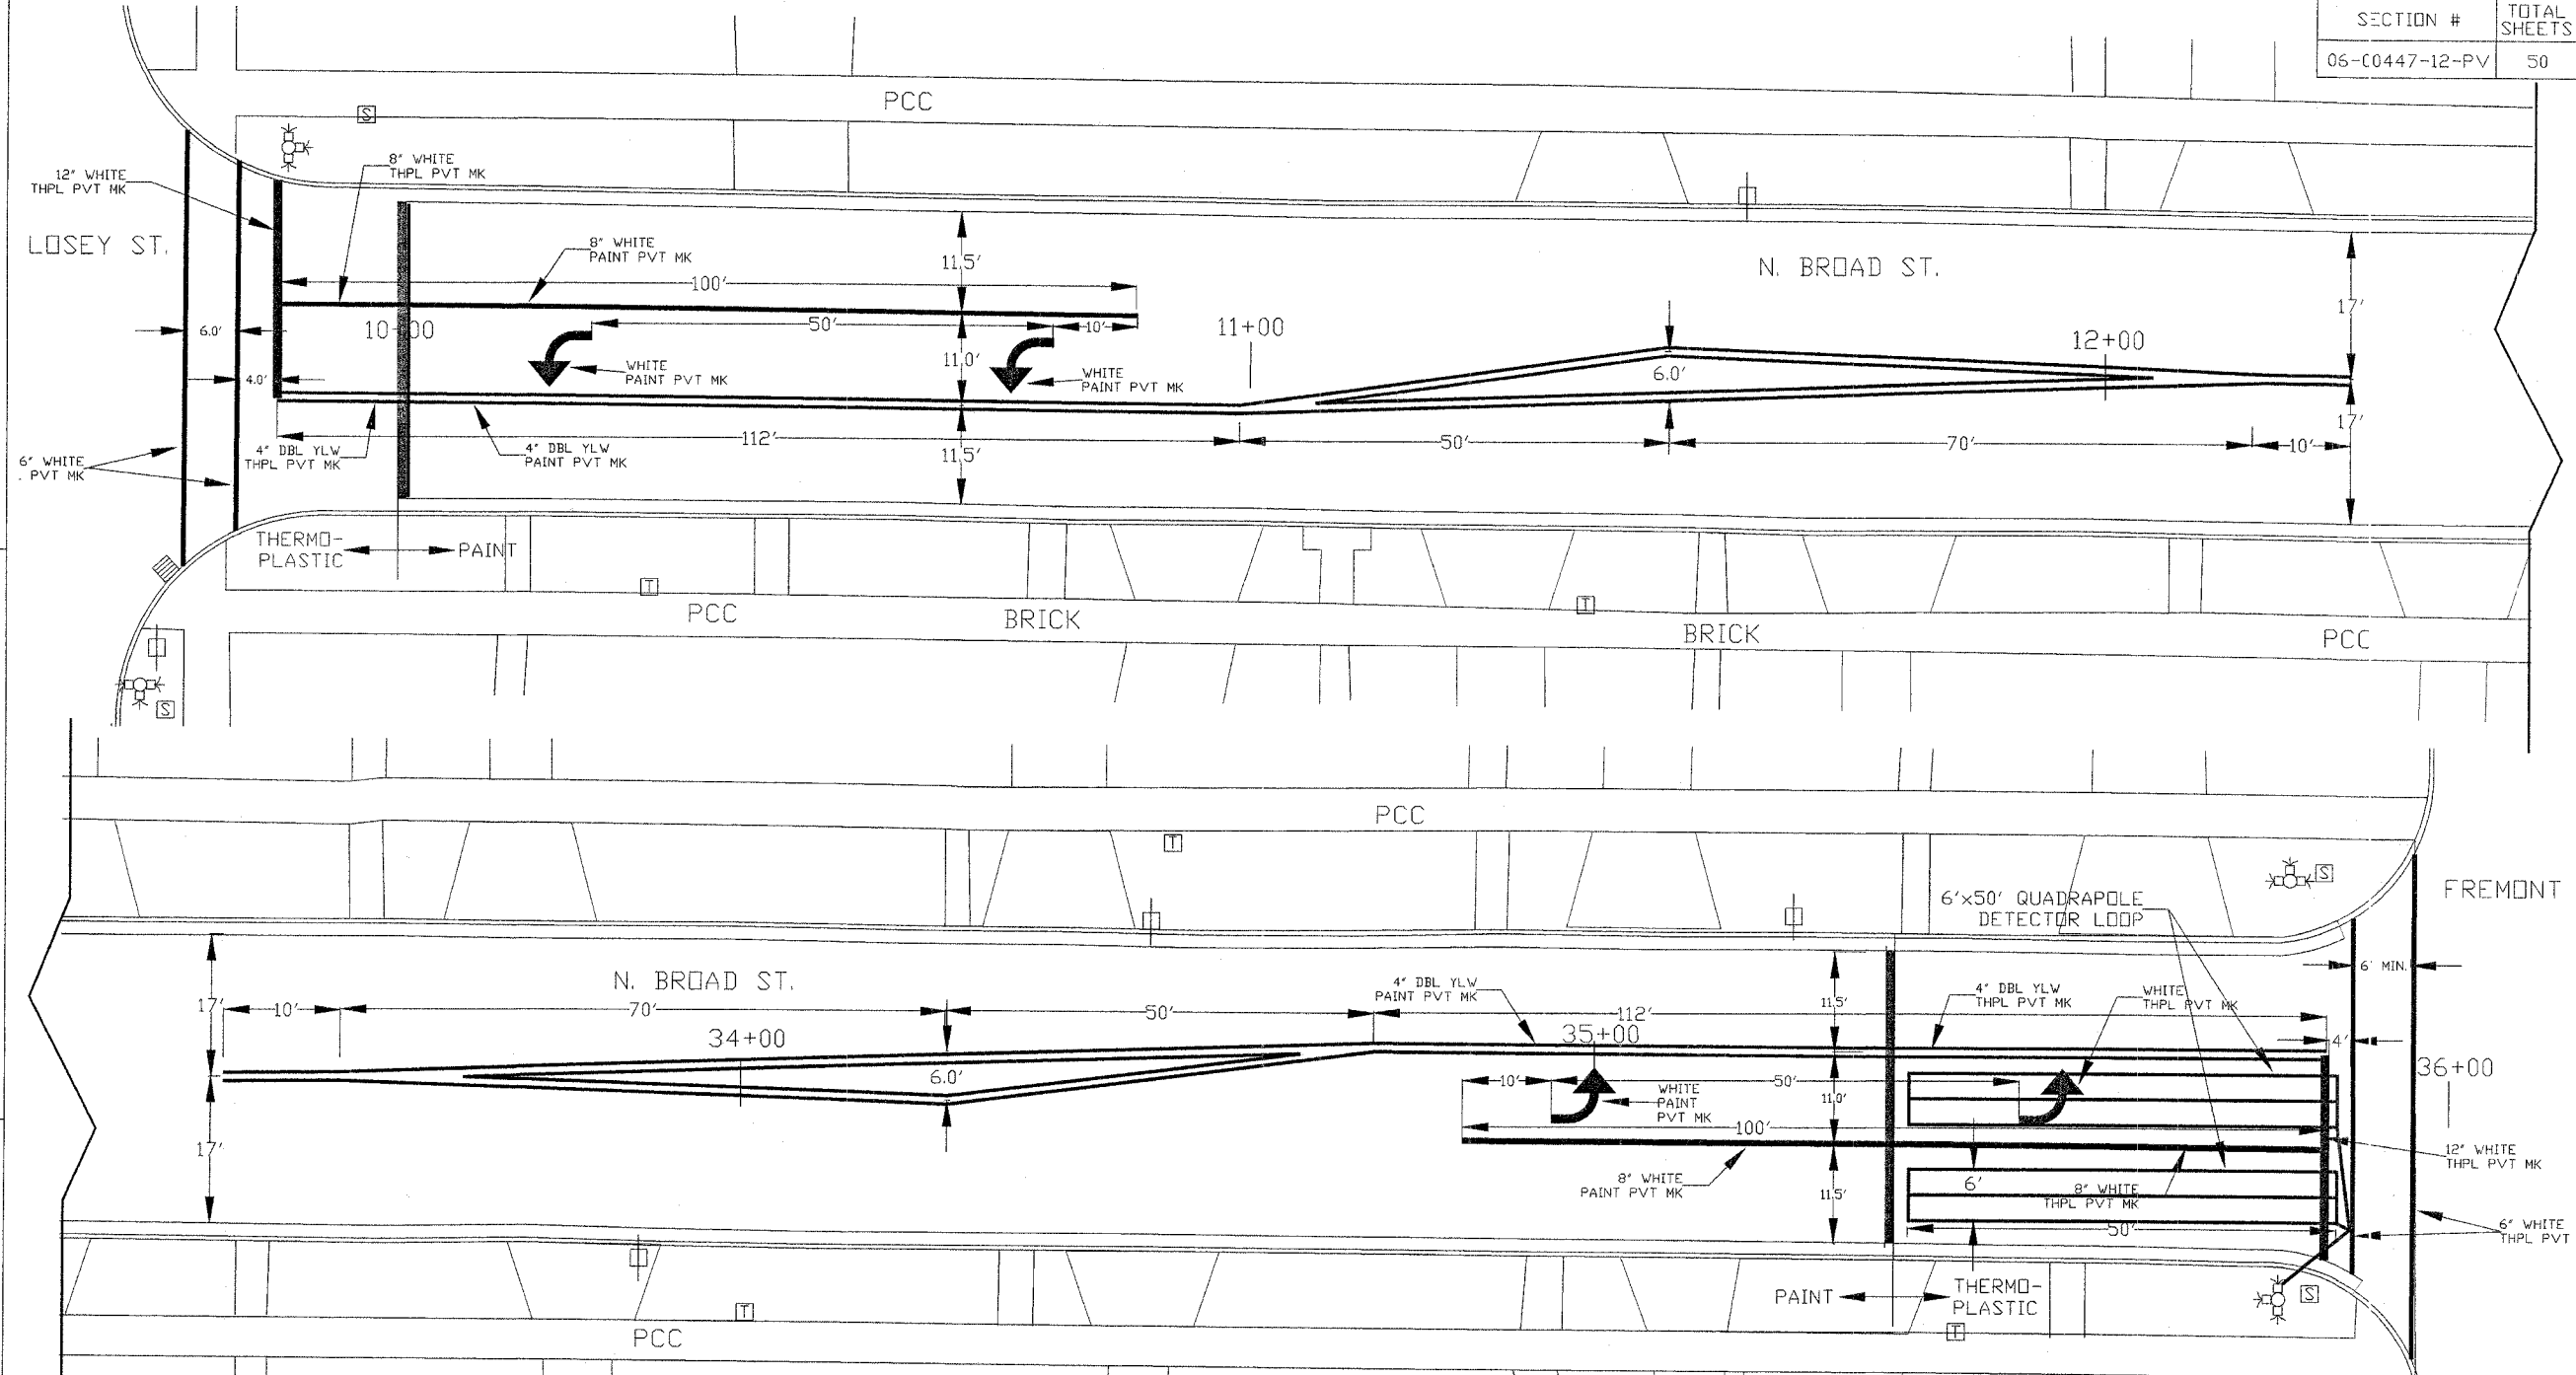 SECTION #
TOTAL
SHEETS
06-C0447-12-PV
50
PCC
S
8" WHITE
THPL PVT MK
12" WHITE
THPL PVT MK
LOSEY ST.
8" WHITE
PAINT PVT MK
11.5'
N. BROAD ST.
100'
17'
6.0'
10+00
50'
10'
11+00
12+00
11.0'
WHITE
PAINT PVT MK
WHITE
PAINT PVT MK
6.0'
4.0'
17'
112'
50'
70'
10'
4" DBL YLW
THPL PVT MK
4" DBL YLW
PAINT PVT MK
11.5'
6" WHITE
. PVT MK
THERMO-
PLASTIC
PAINT
T
T
PCC
BRICK
BRICK
PCC
S
PCC
T
S
FREMONT
6'x50' QUADRAPOLE
DETECTOR LOOP
6' MIN.
N. BROAD ST.
4" DBL YLW
PAINT PVT MK
11.5'
4" DBL YLW
THPL PVT MK
WHITE
THPL PVT MK
17'
10'
70'
50'
112'
34+00
35+00
4'
36+00
6.0'
10'
50'
WHITE
PAINT
PVT MK
11.0'
100'
17'
12" WHITE
THPL PVT MK
8" WHITE
PAINT PVT MK
11.5'
6'
8" WHITE
THPL PVT MK
50'
6" WHITE
THPL PVT
PAINT
THERMO-
PLASTIC
S
T
T
PCC